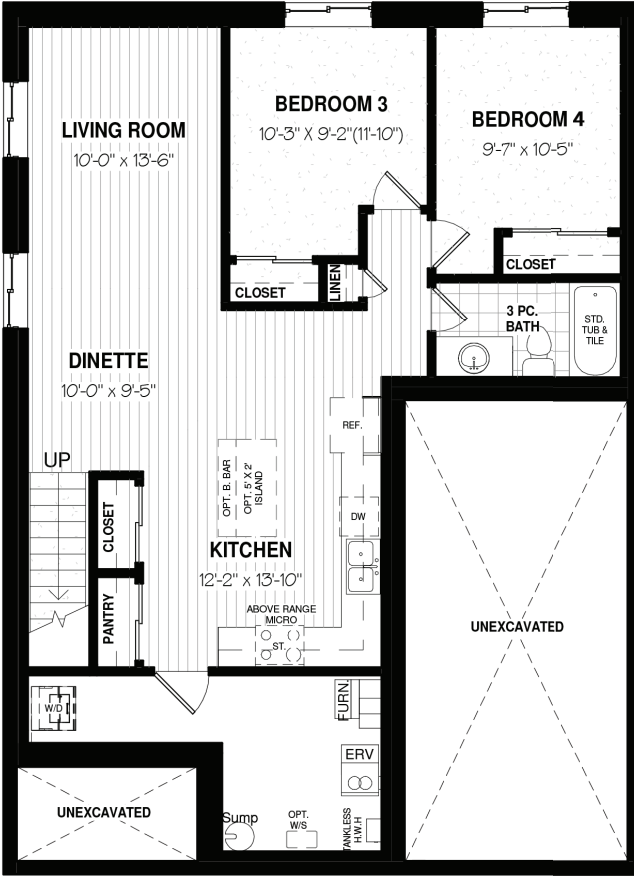 BEDROOM 3
10'-3" X 9'-2"(11'-10")
BEDROOM 4
9'-7" x 10'-5"
LIVING ROOM
10'-0" x 13'-6"
CLOSET
LINEN
CLOSET
3 PC.
BATH
STD.
TUB &
TILE
DINETTE
10'-0" x 9'-5"
REF.
UP
OPT. B. BAR
OPT. 5' X 2'
ISLAND
CLOSET
DW
KITCHEN
12'-2" x 13'-10"
PANTRY
ABOVE RANGE
MICRO
ST.
UNEXCAVATED
W/D
FURN.
ERV
UNEXCAVATED
Sump
OPT.
W/S
TANKLESS
H.W.H